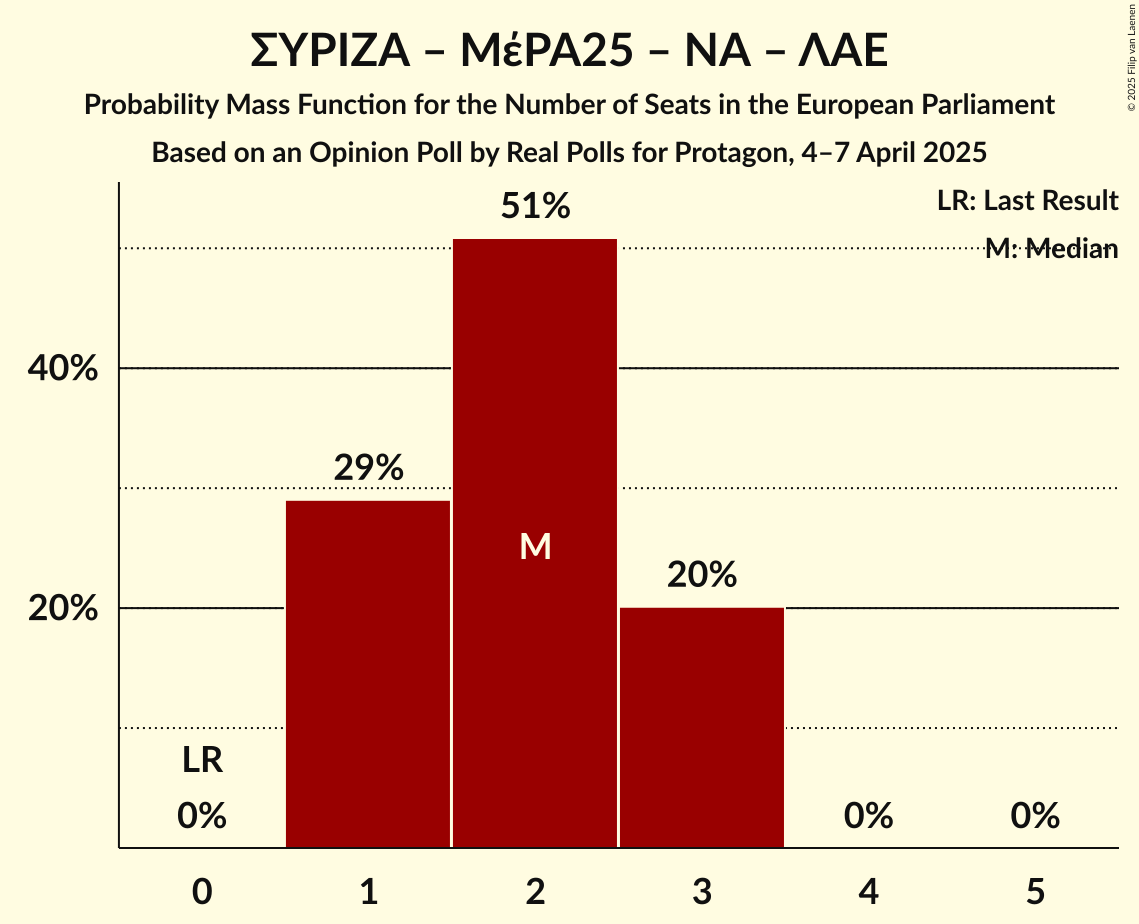 ΣΥΡΙΖΑ – ΜέΡΑ25 – ΝΑ – ΛΑΕ
Probability Mass Function for the Number of Seats in the European Parliament
Based on an Opinion Poll by Real Polls for Protagon, 4–7 April 2025
© 2025 Filip van Laenen
LR: Last Result
M: Median
51%
40%
29%
M
20%
20%
LR
0%
0%
0%
0
1
2
3
4
5